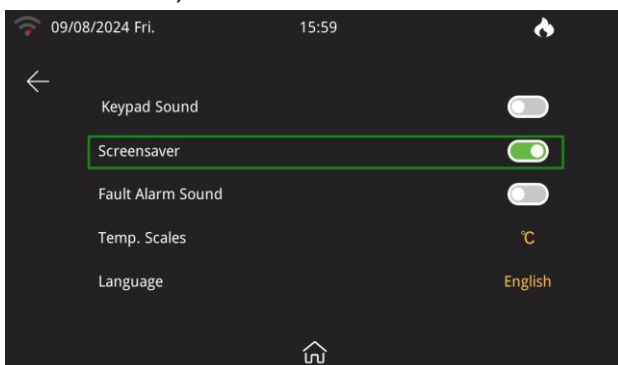 09/08/2024 Fri. 15:59
Keypad Sound
Screensaver
Fault Alarm Sound
Temp. Scales ℃
Language English